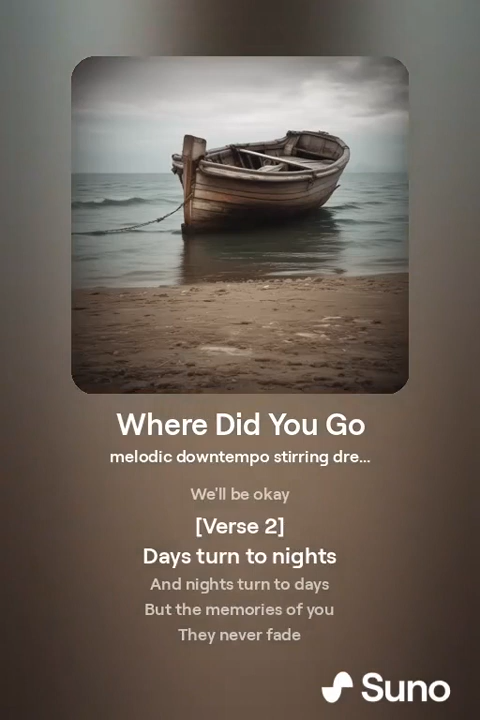 Where Did You Go
melodic downtempo stirring dre...
We'll be okay
[Verse 2]
Days turn to nights
And nights turn to days
But the memories of you
They never fade
Suno